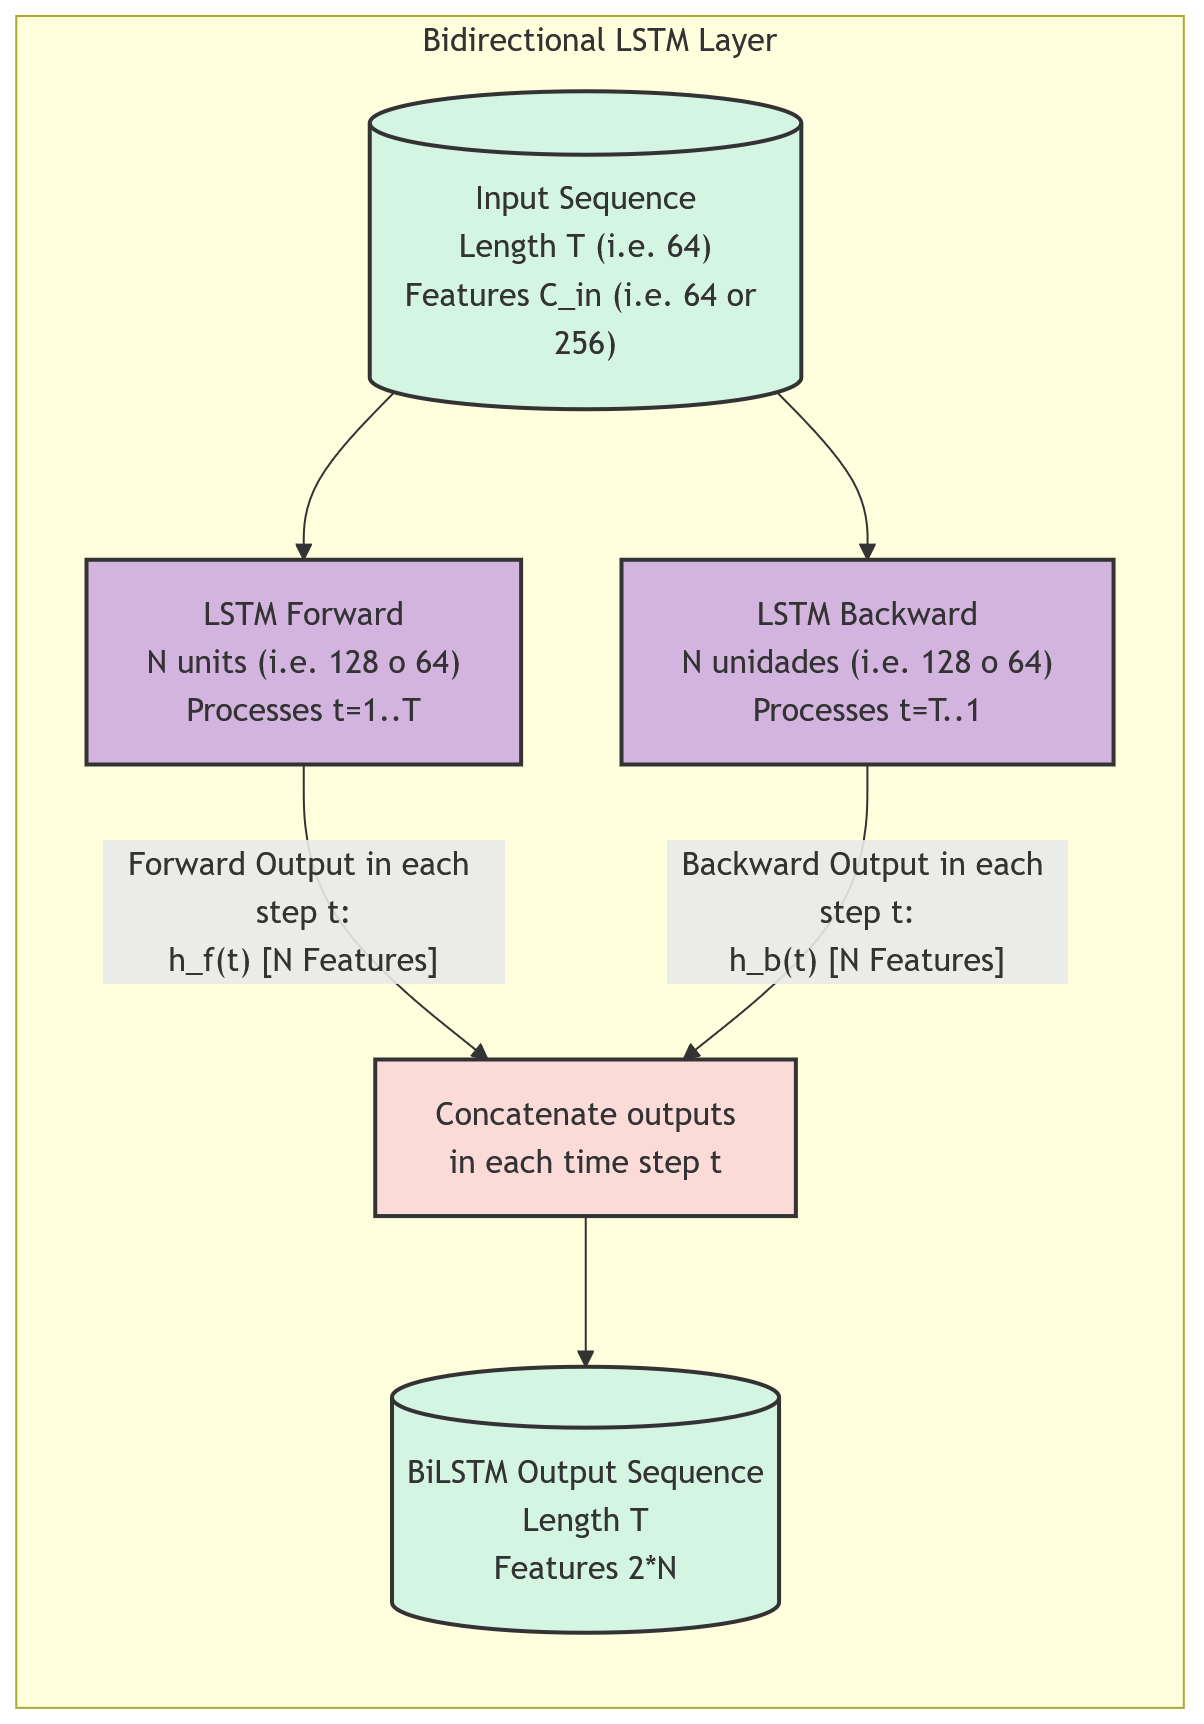 Bidirectional LSTM Layer
Input Sequence
Length T (i.e. 64)
Features C_in (i.e. 64 or
256)
LSTM Forward
N units (i.e. 128 o 64)
Processes t=1..T
LSTM Backward
N unidades (i.e. 128 o 64)
Processes t=T..1
Forward Output in each
step t:
h_f(t) [N Features]
Backward Output in each
step t:
h_b(t) [N Features]
Concatenate outputs
in each time step t
BiLSTM Output Sequence
Length T
Features 2*N